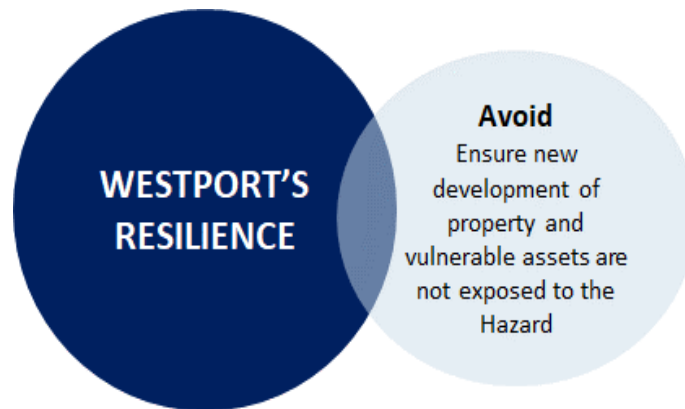 WESTPORT'S
RESILIENCE
Avoid
Ensure new
development of
property and
vulnerable assets are
not exposed to the
Hazard